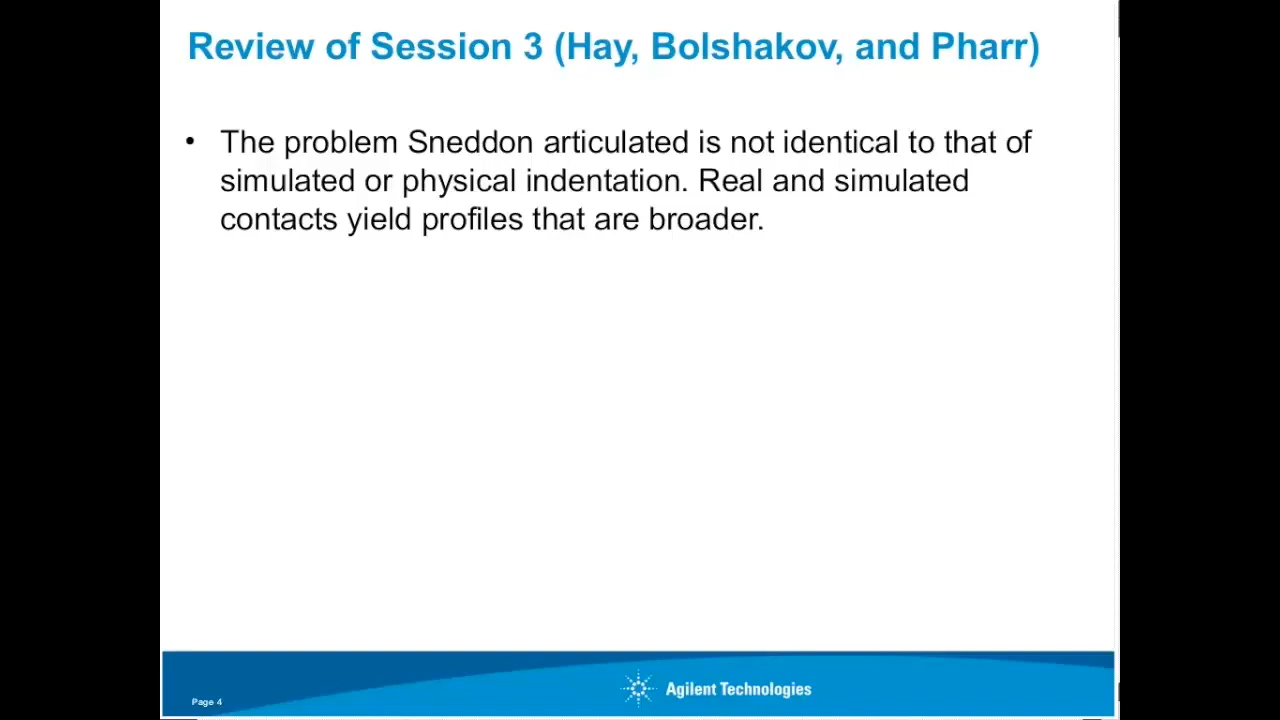 Review of Session 3 (Hay, Bolshakov, and Pharr)
• The problem Sneddon articulated is not identical to that of
simulated or physical indentation. Real and simulated
contacts yield profiles that are broader.
Page 4
Agilent Technologies